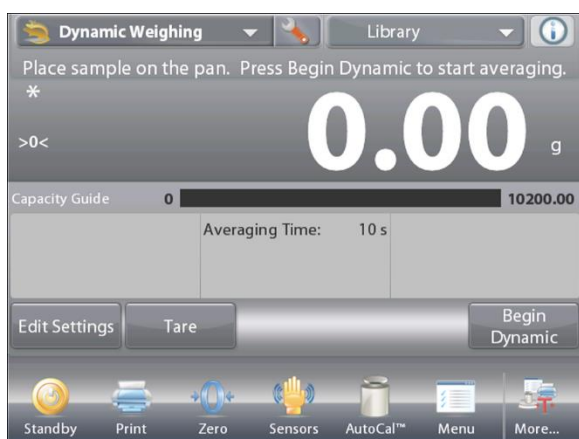 Dynamic Weighing
Library
Place sample on the pan. Press Begin Dynamic to start averaging.
*
>0<
0.00 g
Capacity Guide 0 10200.00
Averaging Time: 10 s
Edit Settings
Tare
Begin
Dynamic
Standby
Print
Zero
Sensors
AutoCal™
Menu
More...